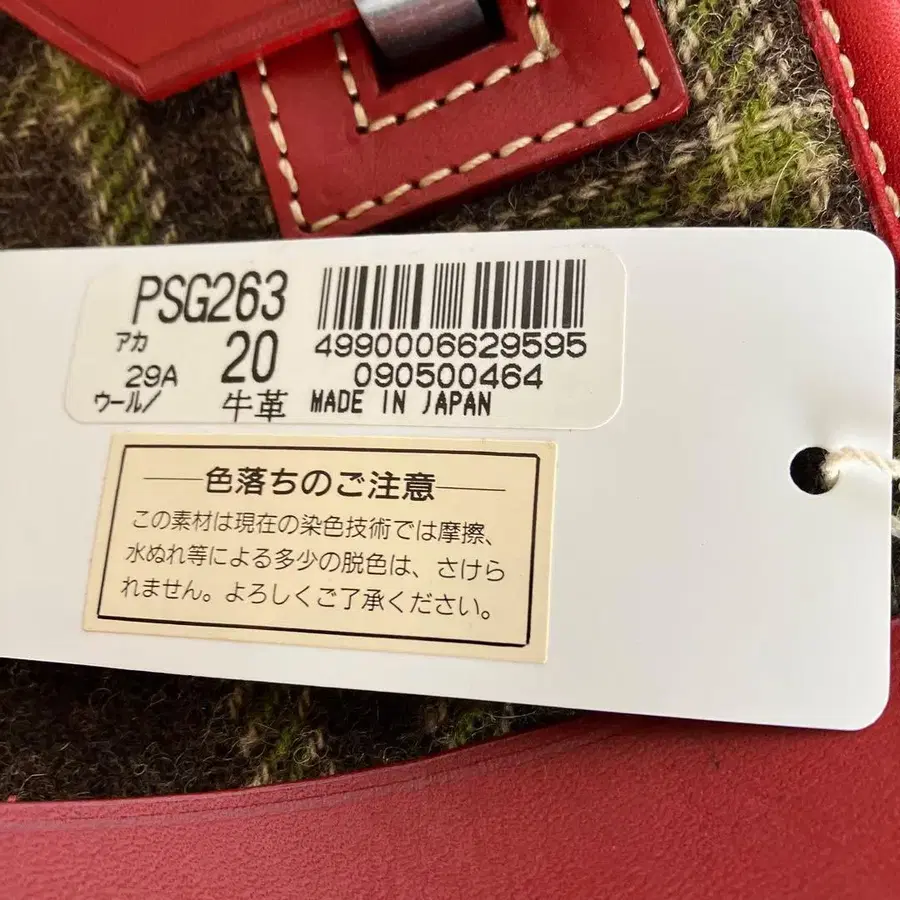 PSG263
アカ 20
29A
ウール/ 牛革
4990006629595
090500464
MADE IN JAPAN
色落ちのご注意
この素材は現在の染色技術では摩擦、
水ぬれ等による多少の脱色は、さけら
れません。よろしくご了承ください。